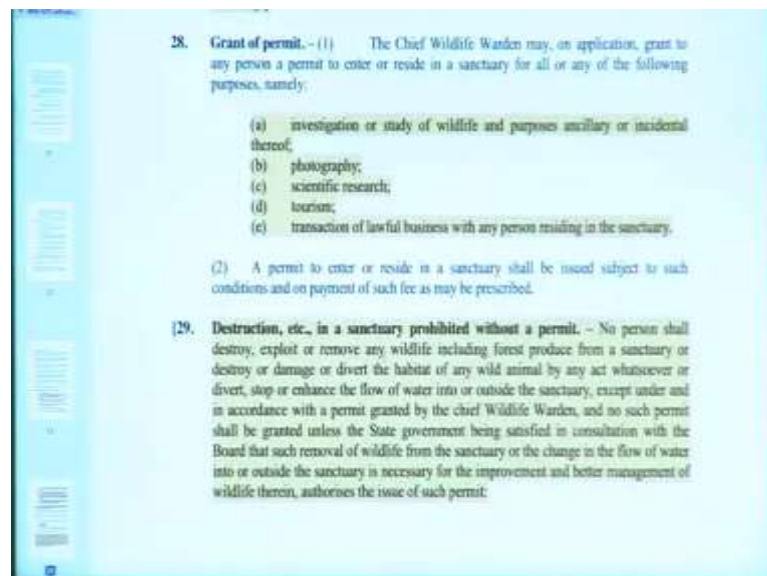 28. Grant of permit. – (1) The Chief Wildlife Warden may, on application, grant to
any person a permit to enter or reside in a sanctuary for all or any of the following
purposes, namely:
(a) investigation or study of wildlife and purposes ancillary or incidental
thereof;
(b) photography;
(c) scientific research;
(d) tourism;
(e) transaction of lawful business with any person residing in the sanctuary.
(2) A permit to enter or reside in a sanctuary shall be issued subject to such
conditions and on payment of such fee as may be prescribed.
[29. Destruction, etc., in a sanctuary prohibited without a permit. – No person shall
destroy, exploit or remove any wildlife including forest produce from a sanctuary or
destroy or damage or divert the habitat of any wild animal by any act whatsoever or
divert, stop or enhance the flow of water into or outside the sanctuary, except under and
in accordance with a permit granted by the chief Wildlife Warden, and no such permit
shall be granted unless the State government being satisfied in consultation with the
Board that such removal of wildlife from the sanctuary or the change in the flow of water
into or outside the sanctuary is necessary for the improvement and better management of
wildlife therein, authorises the issue of such permit: